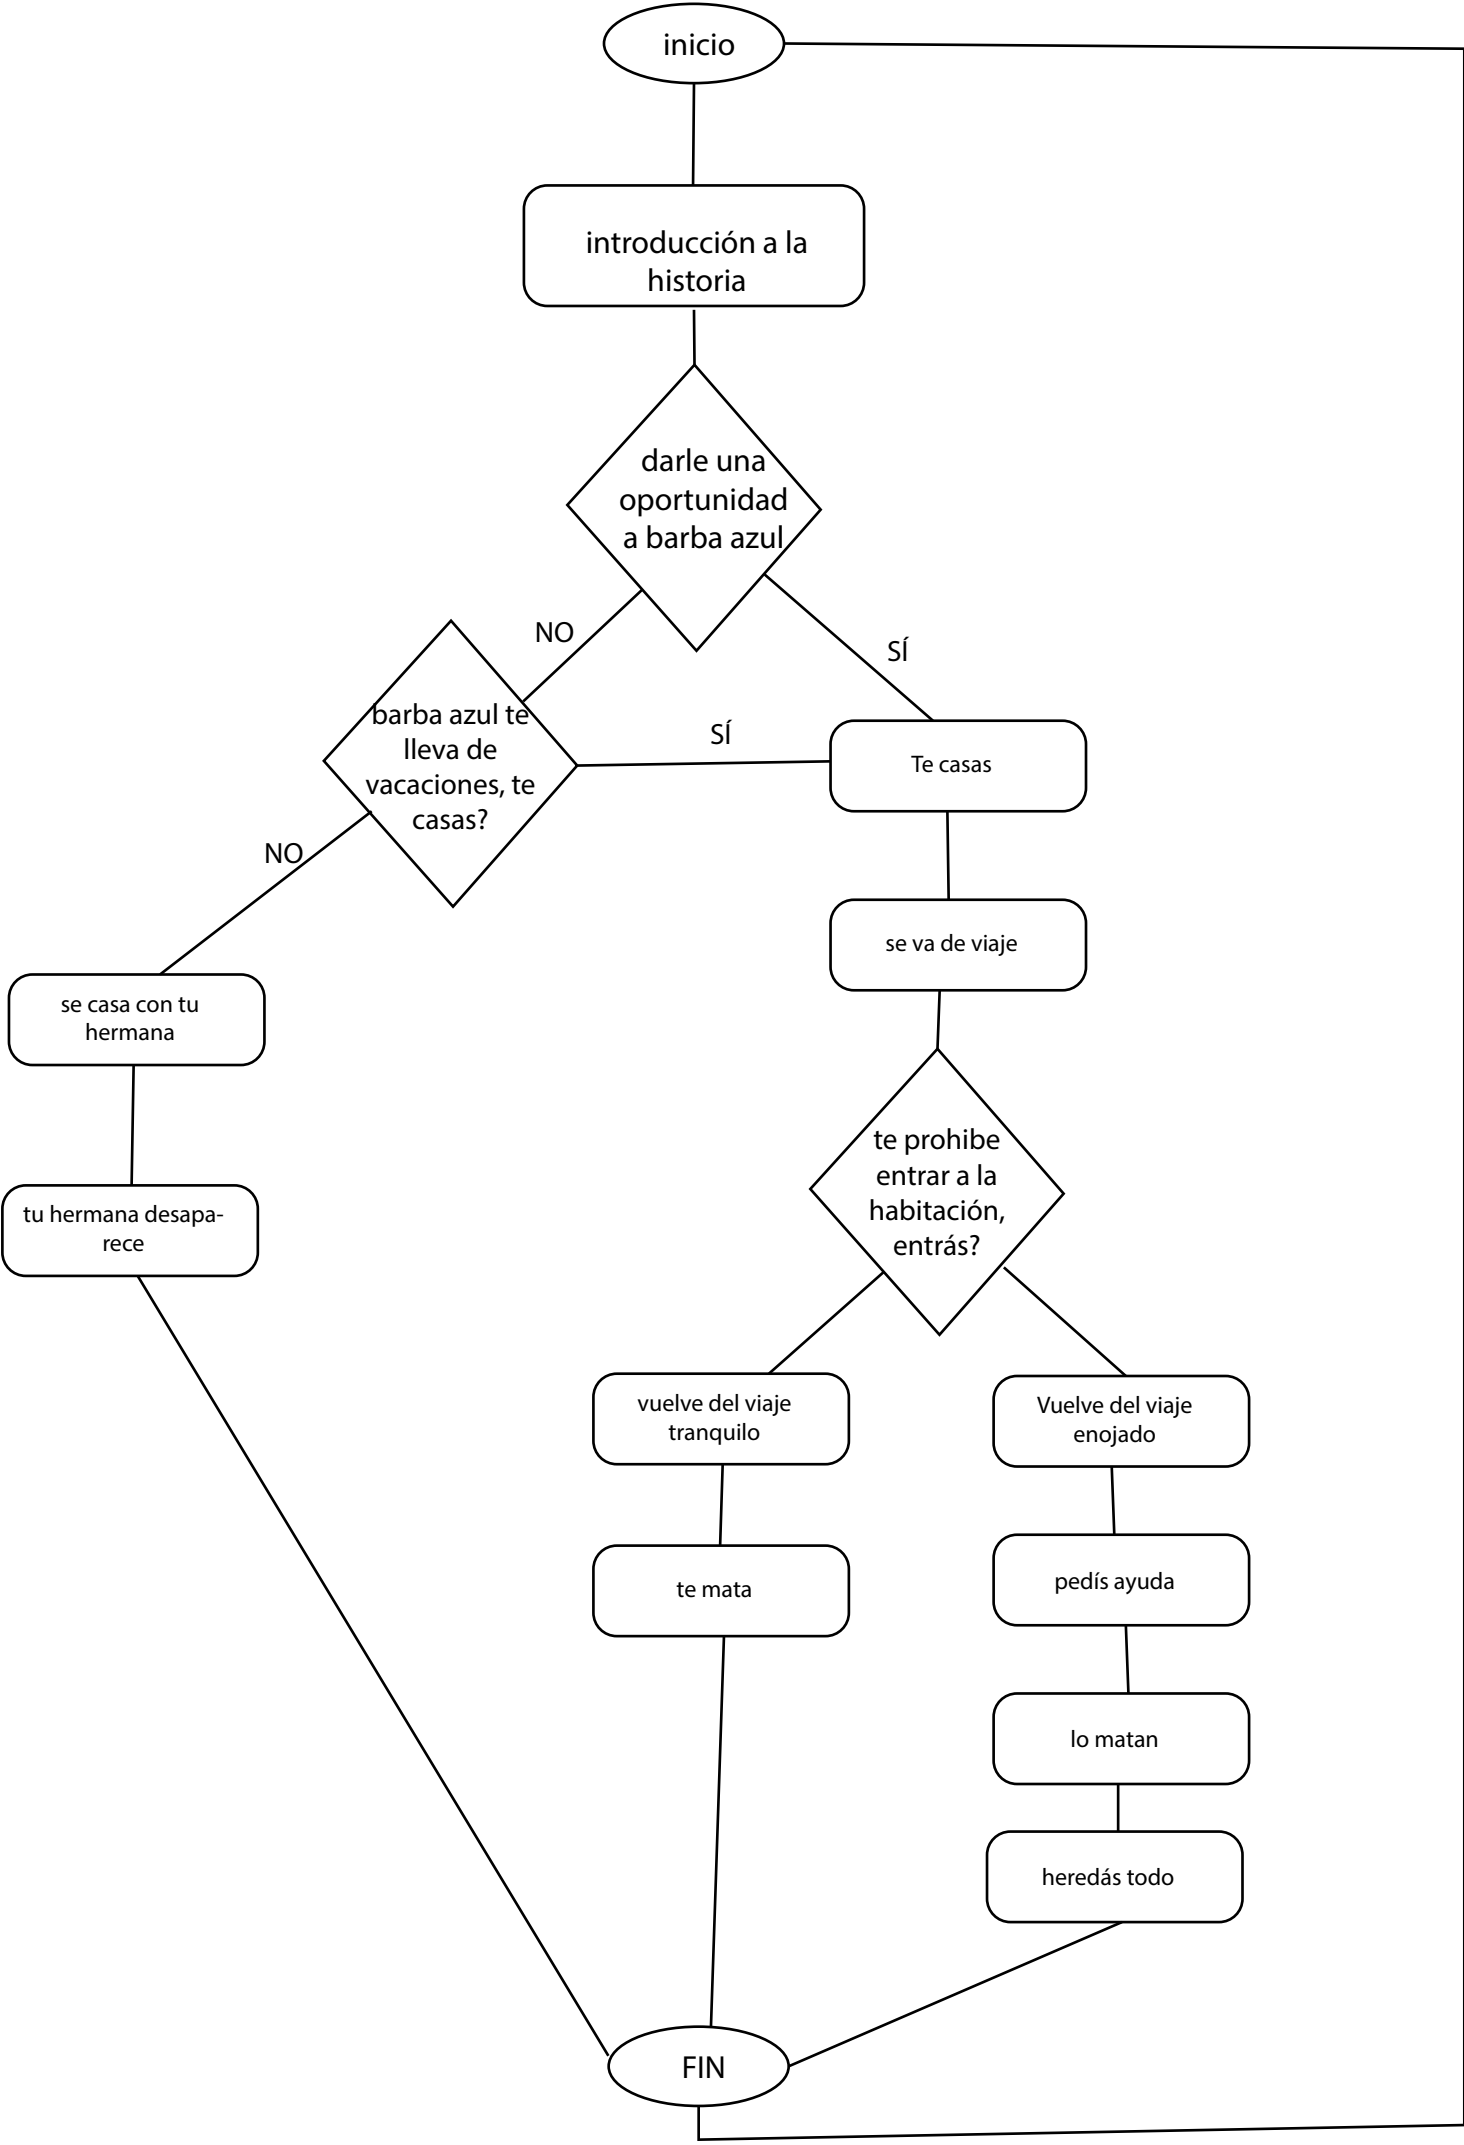 inicio
introducción a la
historia
darle una
oportunidad
a barba azul
NO
SÍ
barba azul te
lleva de
vacaciones, te
casas?
SÍ
Te casas
NO
se va de viaje
se casa con tu
hermana
te prohibe
entrar a la
habitación,
entrás?
tu hermana desapa-
rece
vuelve del viaje
tranquilo
Vuelve del viaje
enojado
te mata
pedís ayuda
lo matan
heredás todo
FIN